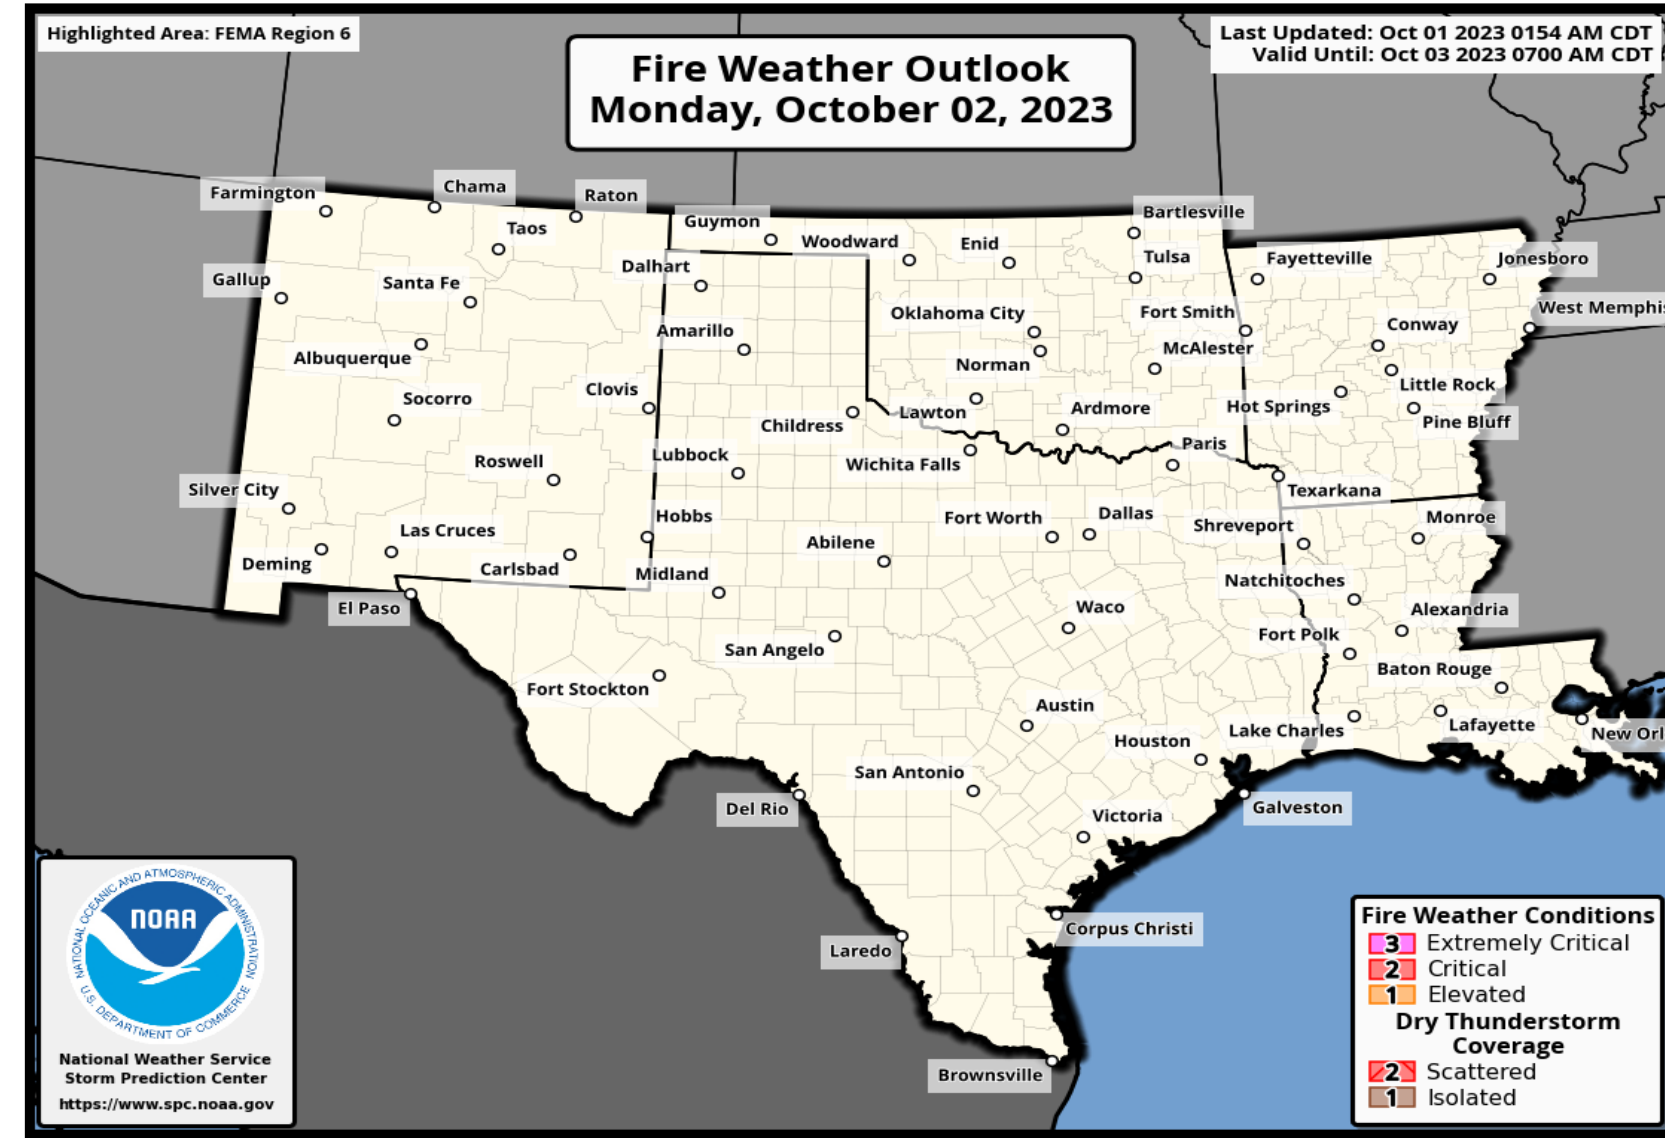 Highlighted Area: FEMA Region 6
Last Updated: Oct 01 2023 0154 AM CDT
Valid Until: Oct 03 2023 0700 AM CDT
Fire Weather Outlook
Monday, October 02, 2023
Farmington
Chama
Raton
Taos
Guymon
Woodward
Enid
Bartlesville
Tulsa
Fayetteville
Jonesboro
Gallup
Santa Fe
Dalhart
Oklahoma City
Fort Smith
West Memphis
Albuquerque
Amarillo
Norman
McAlester
Conway
Little Rock
Socorro
Clovis
Childress
Lawton
Ardmore
Hot Springs
Pine Bluff
Roswell
Lubbock
Wichita Falls
Paris
Texarkana
Silver City
Las Cruces
Hobbs
Abilene
Fort Worth
Dallas
Shreveport
Monroe
Deming
Carlsbad
Midland
Natchitoches
El Paso
Waco
Alexandria
San Angelo
Fort Polk
Fort Stockton
Baton Rouge
Austin
Houston
Lake Charles
Lafayette
New Orl
San Antonio
Del Rio
Victoria
Galveston
Laredo
Corpus Christi
Brownsville
NATIONAL OCEANIC AND ATMOSPHERIC ADMINISTRATION
NOAA
U.S. DEPARTMENT OF COMMERCE
National Weather Service
Storm Prediction Center
https://www.spc.noaa.gov
Fire Weather Conditions
3 Extremely Critical
2 Critical
1 Elevated
Dry Thunderstorm
Coverage
2 Scattered
1 Isolated